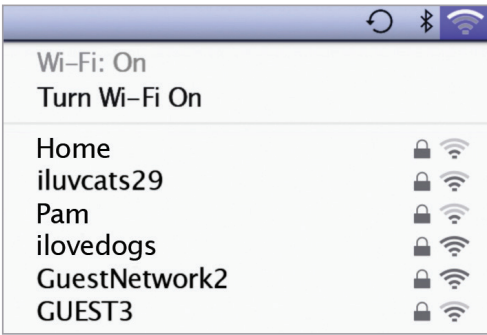 Wi-Fi: On
Turn Wi-Fi On
Home
iluvcats29
Pam
ilovedogs
GuestNetwork2
GUEST3